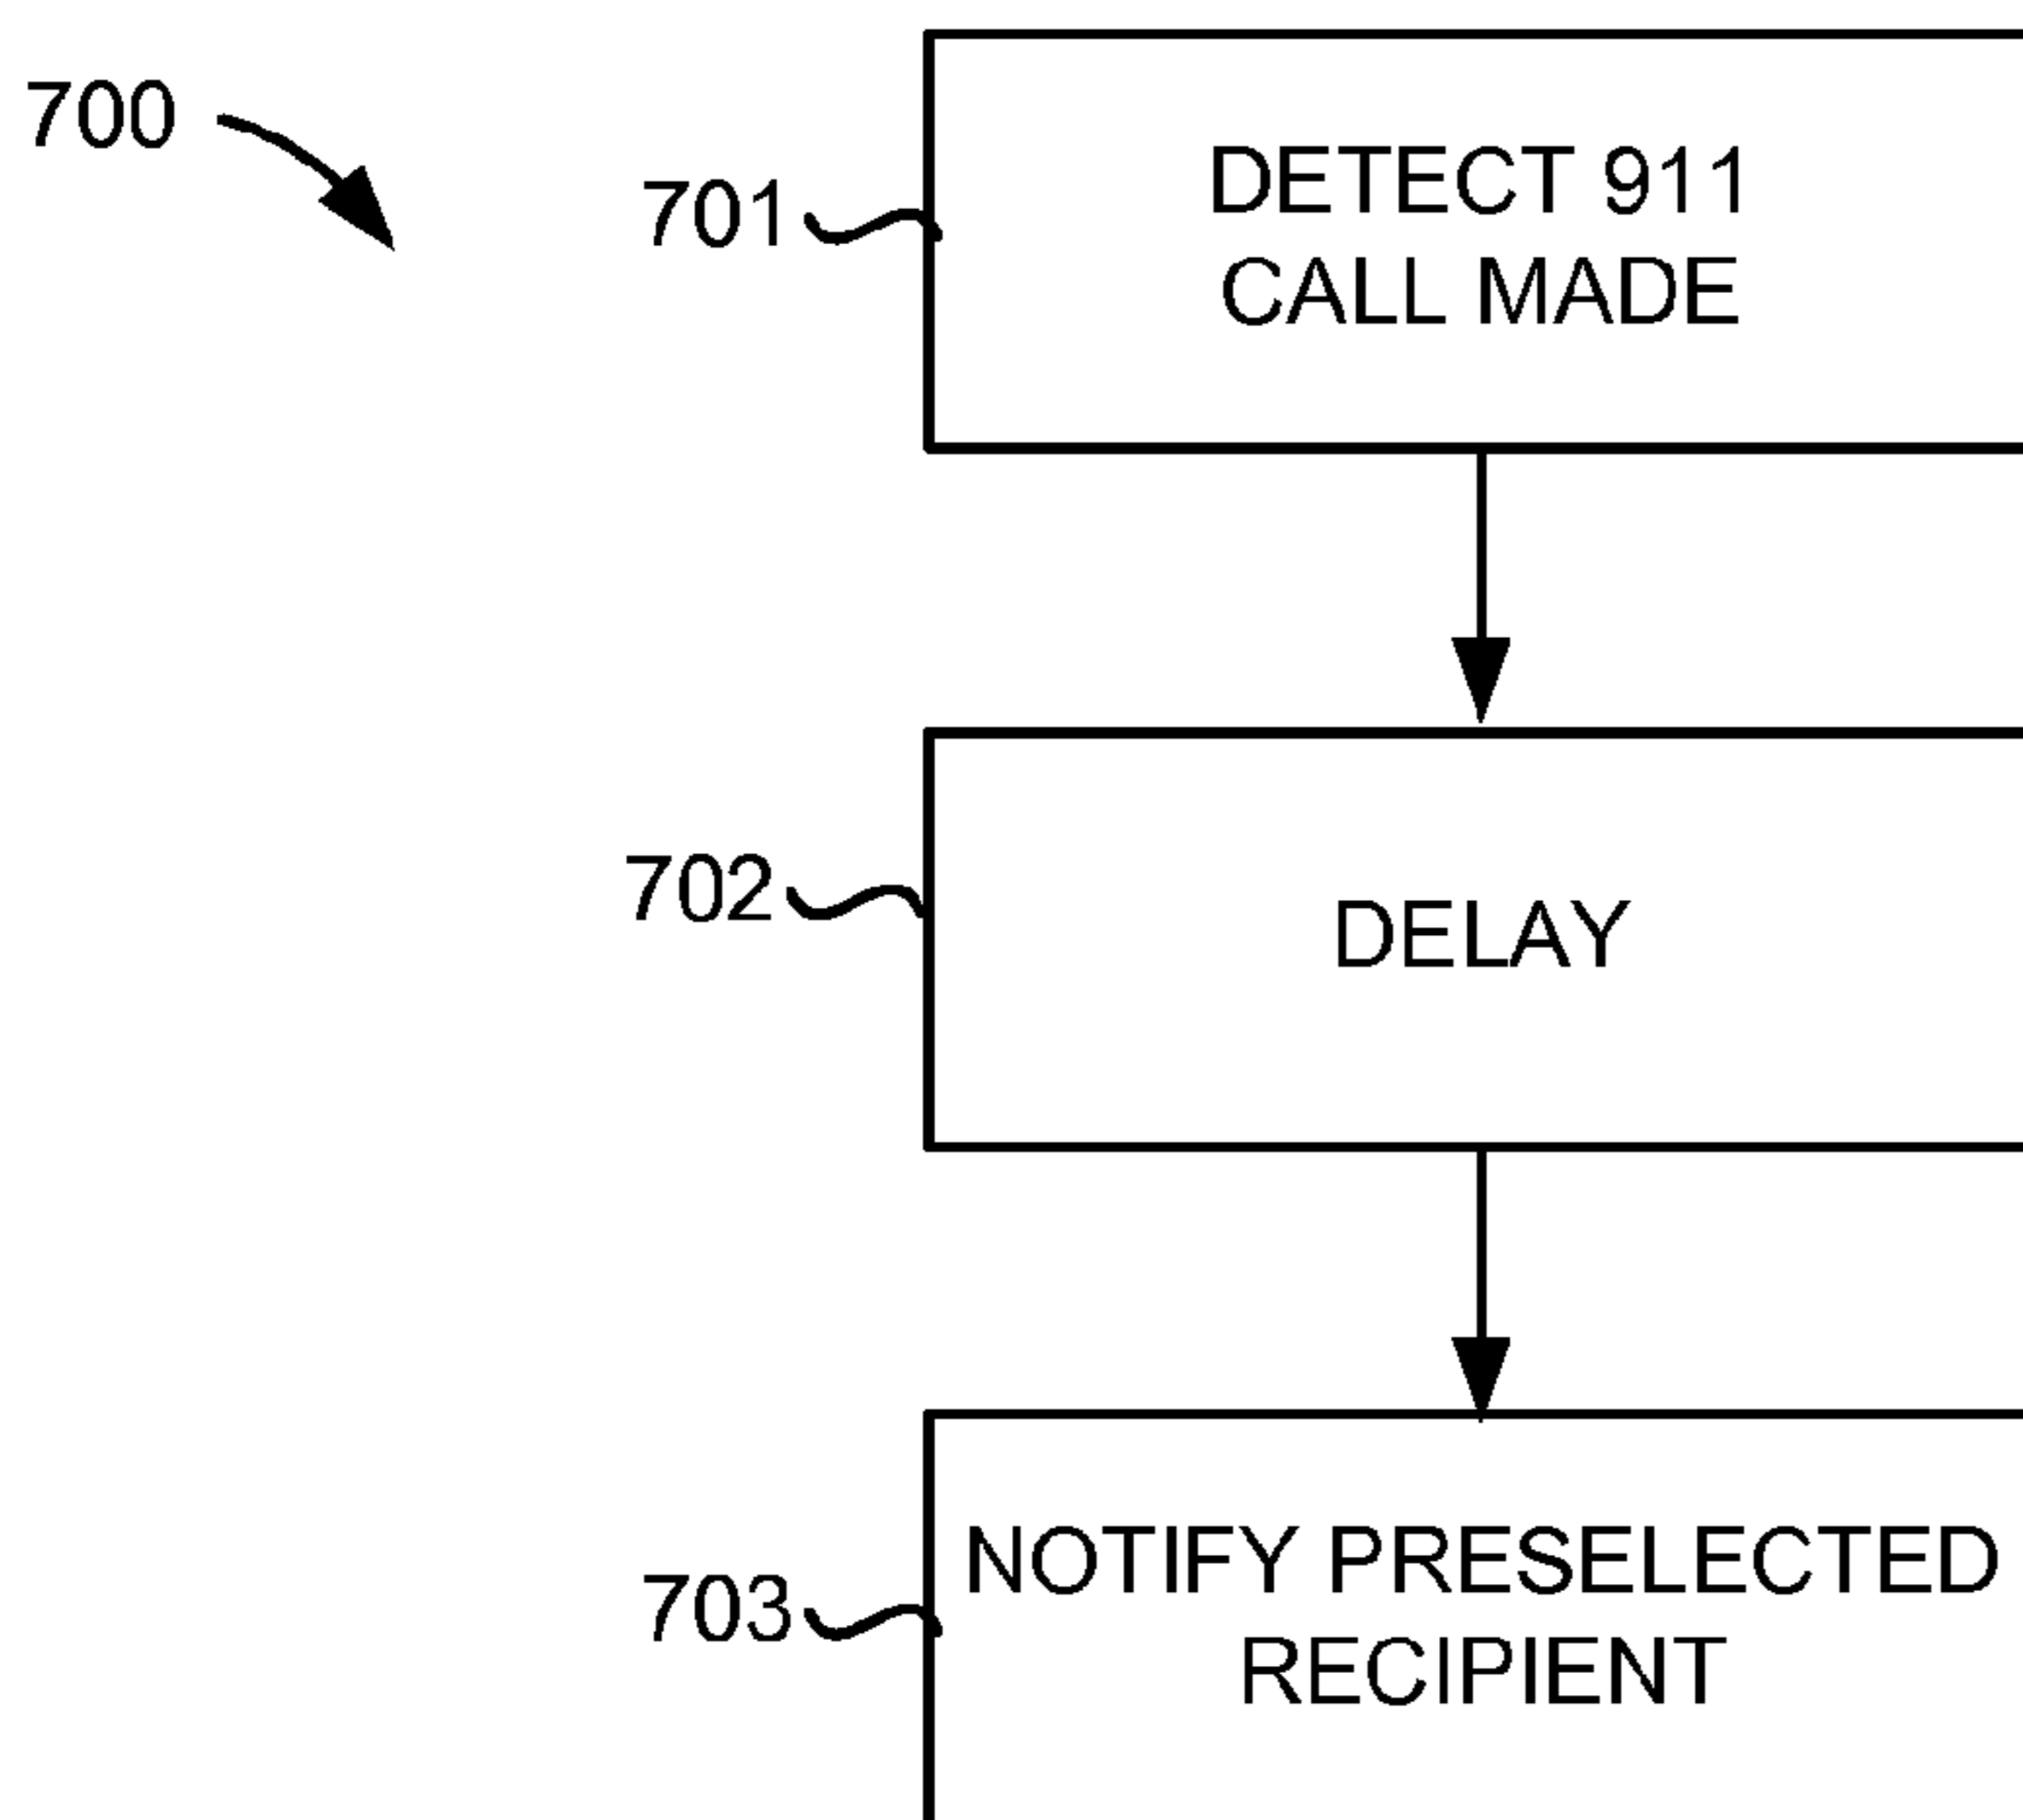 700
701
DETECT 911
CALL MADE
702
DELAY
703
NOTIFY PRESELECTED
RECIPIENT